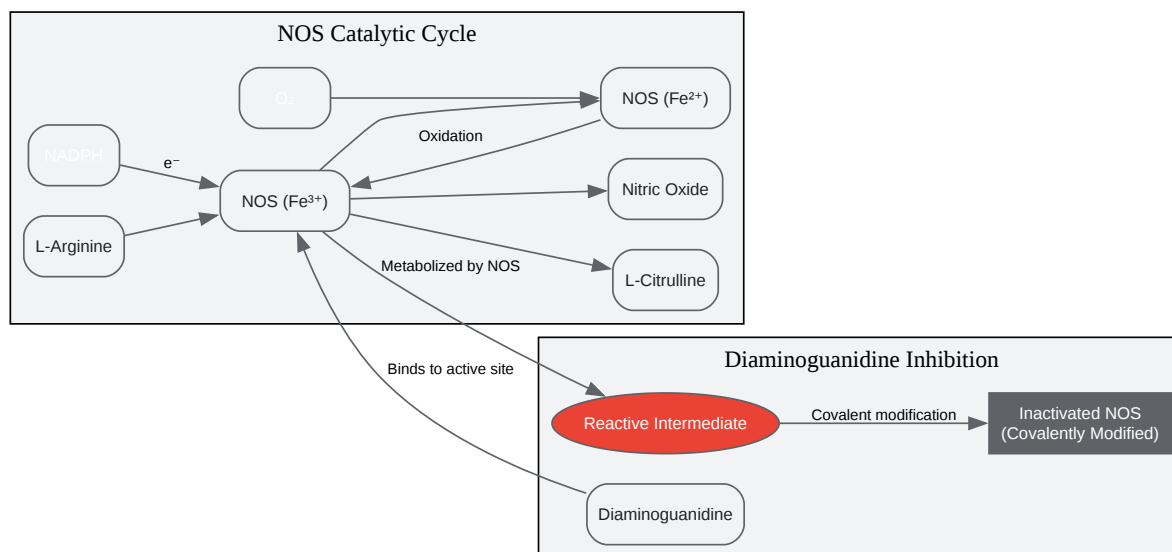 NOS Catalytic Cycle
O₂
NOS (Fe²⁺)
Oxidation
NADPH
e⁻
NOS (Fe³⁺)
Nitric Oxide
L-Arginine
Metabolized by NOS
L-Citrulline
Diaminoguanidine Inhibition
Binds to active site
Reactive Intermediate
Covalent modification
Inactivated NOS
(Covalently Modified)
Diaminoguanidine